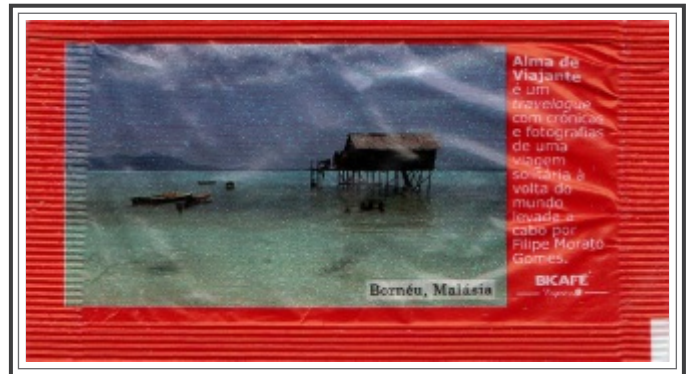 Alma de
Viajante
é um
travelogue
com crónicas
e fotografias
de uma
viagem
solitária à
volta do
mundo
levada a
cabo por
Filipe Morato
Gomes.
BICAFÉ
Bornéu, Malásia